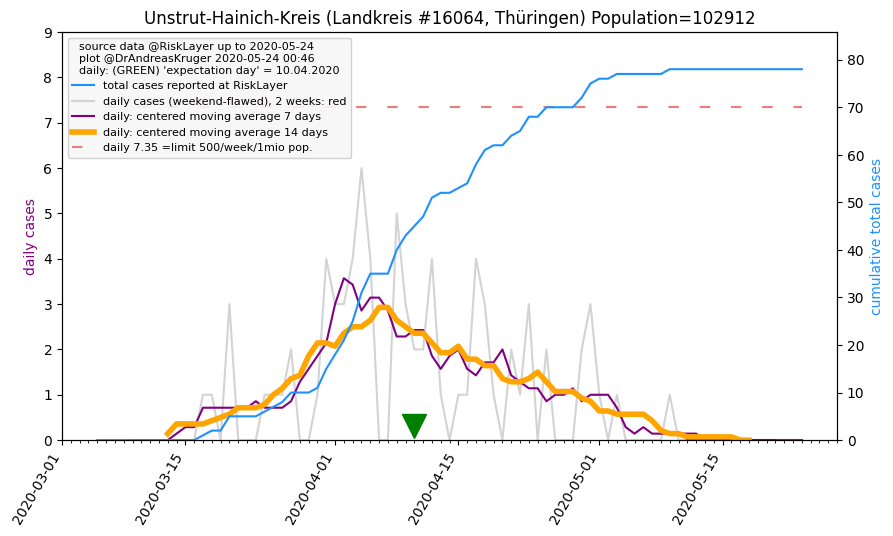 Unstrut-Hainich-Kreis (Landkreis #16064, Thüringen) Population=102912
source data @RiskLayer up to 2020-05-24
plot @DrAndreasKruger 2020-05-24 00:46
daily: (GREEN) 'expectation day' = 10.04.2020
total cases reported at RiskLayer
daily cases (weekend-flawed), 2 weeks: red
daily: centered moving average 7 days
daily: centered moving average 14 days
daily 7.35 =limit 500/week/1mio pop.
daily cases
9
8
7
6
5
4
3
2
1
0
cumulative total cases
80
70
60
50
40
30
20
10
0
2020-03-01
2020-03-15
2020-04-01
2020-04-15
2020-05-01
2020-05-15